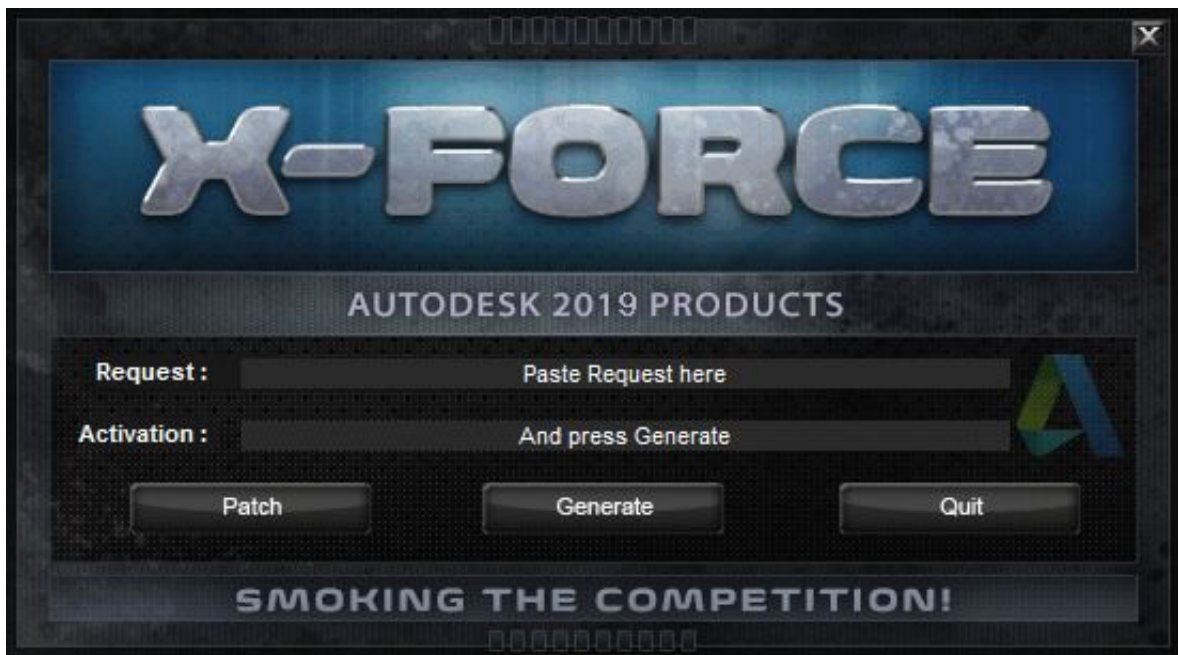 X-FORCE
AUTODESK 2019 PRODUCTS
Request : Paste Request here
Activation : And press Generate
Patch Generate Quit
SMOKING THE COMPETITION!